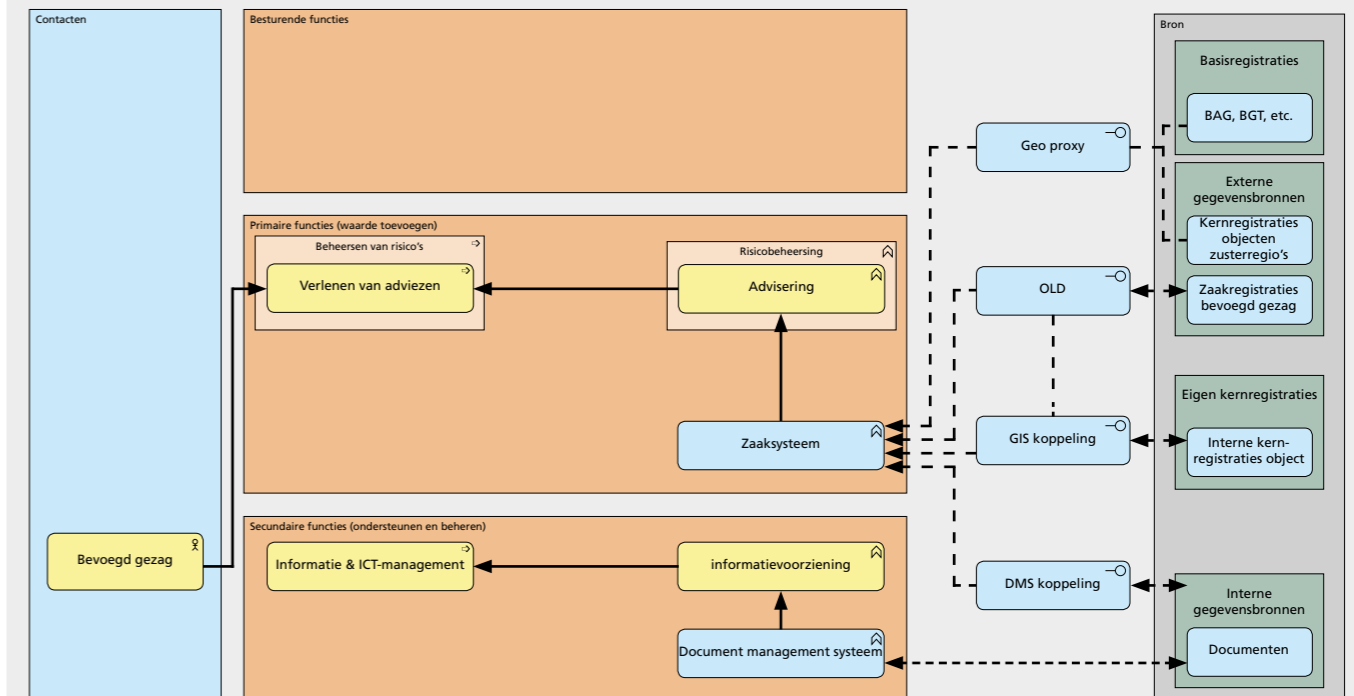 Contacten
Besturende functies
Bron
Basisregistraties
BAG, BGT, etc.
Geo proxy
Externe
gegevensbronnen
Kernregistraties
objecten
zusterregio's
Primaire functies (waarde toevoegen)
Beheersen van risico's
Risicobeheersing
Verlenen van adviezen
Advisering
OLD
Zaakregistraties
bevoegd gezag
Eigen kernregistraties
Zaaksysteem
GIS koppeling
Interne kern-
registraties object
Secundaire functies (ondersteunen en beheren)
Bevoegd gezag
Informatie & ICT-management
informatievoorziening
DMS koppeling
Interne
gegevensbronnen
Document management systeem
Documenten